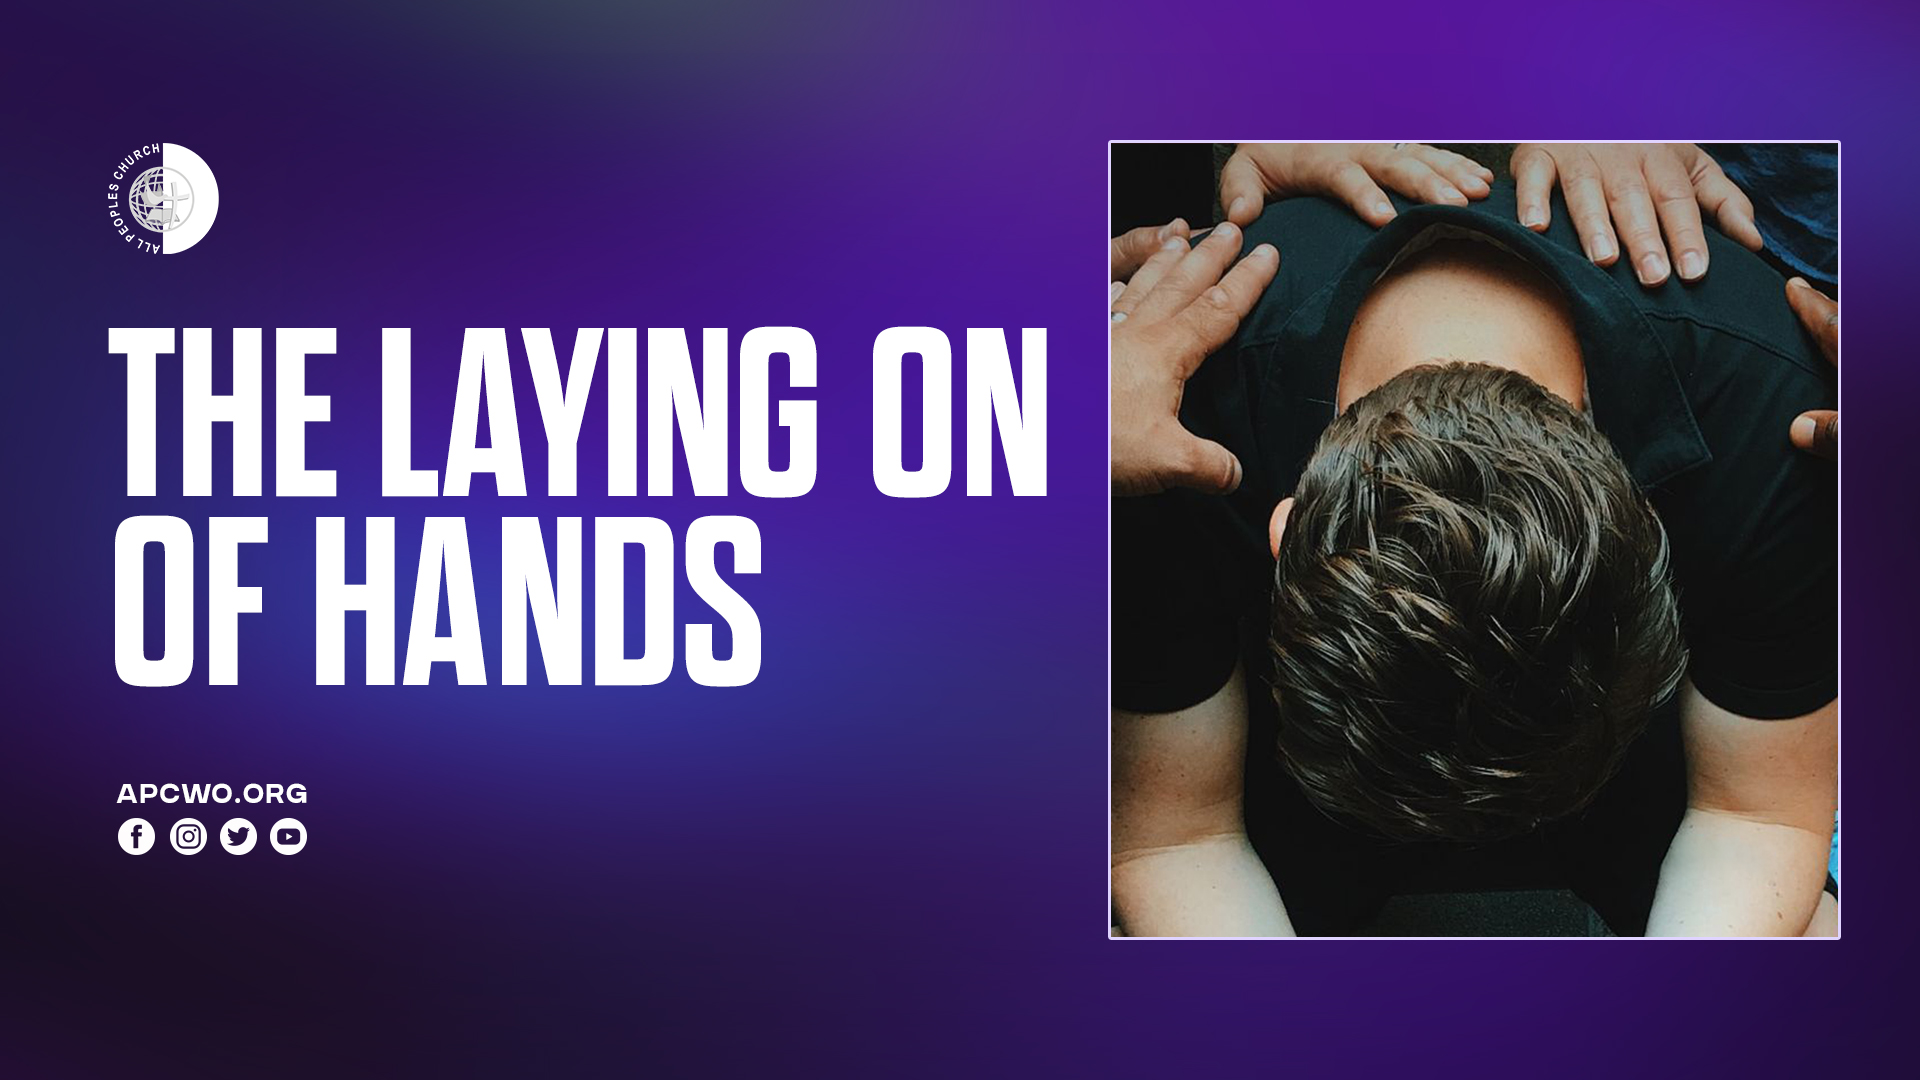 ALL PEOPLES CHURCH
THE LAYING ON
OF HANDS
APCWO.ORG